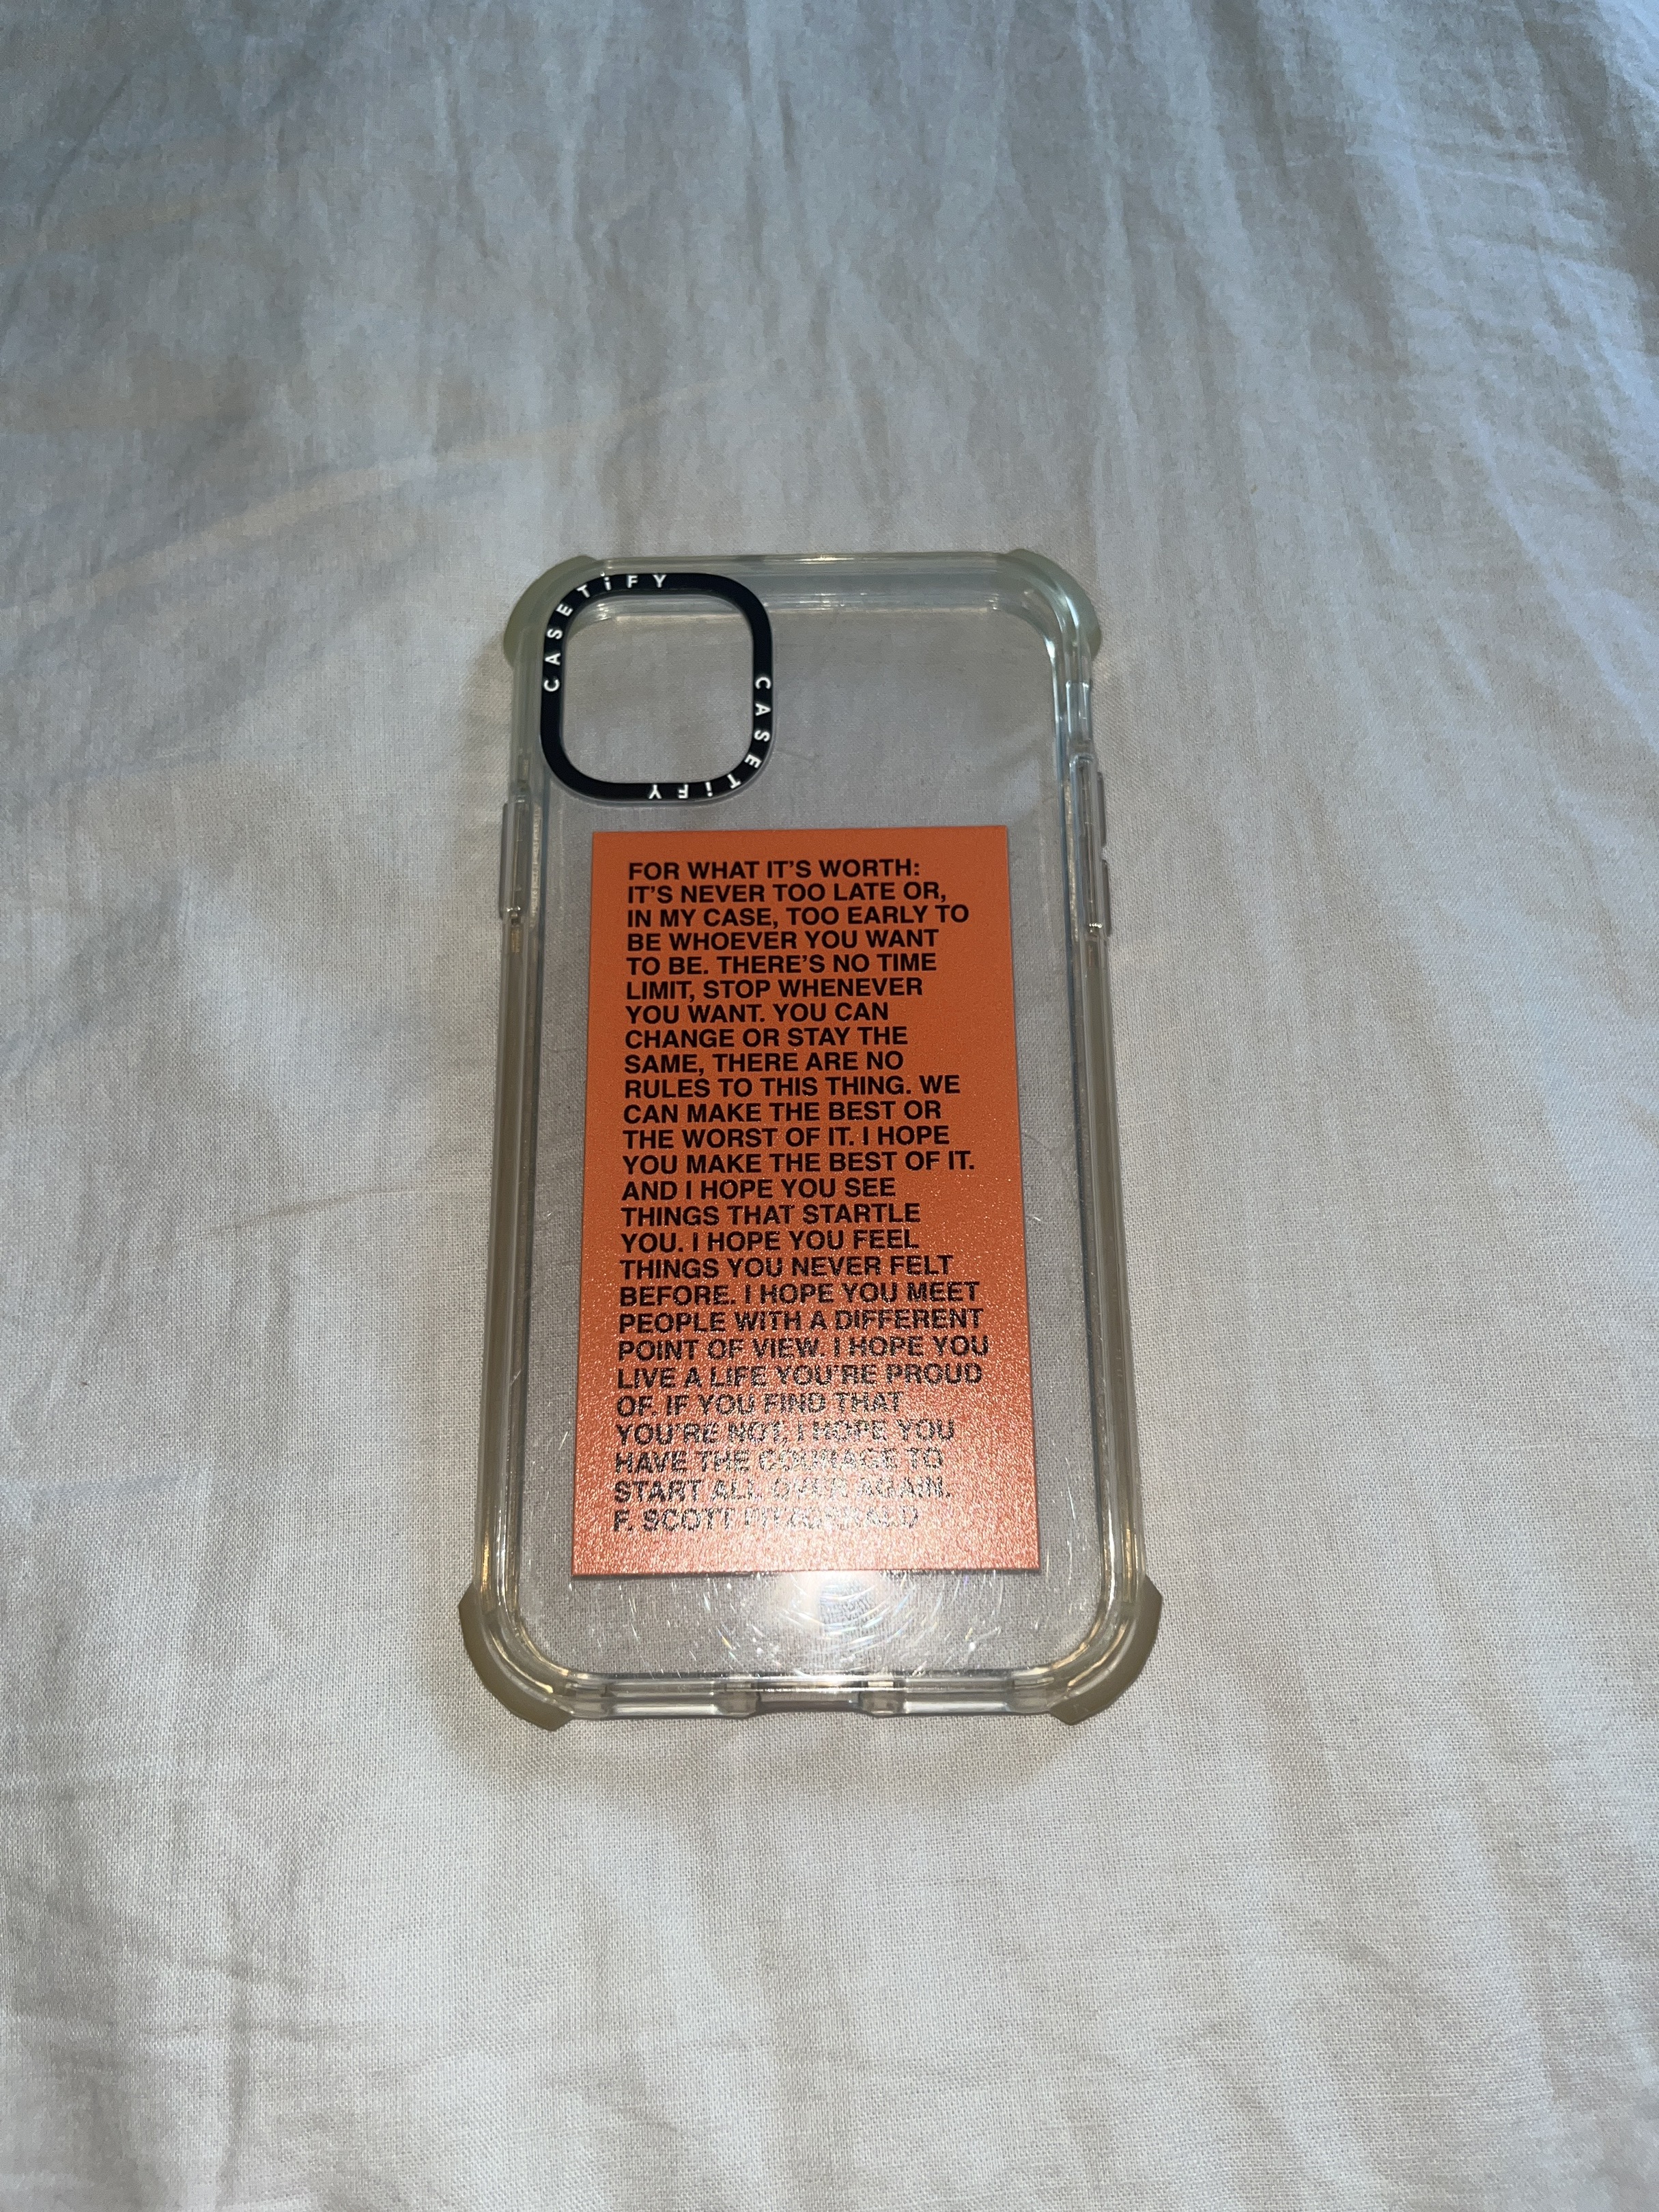 CASETiFY
CASETiFY
FOR WHAT IT'S WORTH:
IT'S NEVER TOO LATE OR,
IN MY CASE, TOO EARLY TO
BE WHOEVER YOU WANT
TO BE. THERE'S NO TIME
LIMIT, STOP WHENEVER
YOU WANT. YOU CAN
CHANGE OR STAY THE
SAME, THERE ARE NO
RULES TO THIS THING. WE
CAN MAKE THE BEST OR
THE WORST OF IT. I HOPE
YOU MAKE THE BEST OF IT.
AND I HOPE YOU SEE
THINGS THAT STARTLE
YOU. I HOPE YOU FEEL
THINGS YOU NEVER FELT
BEFORE. I HOPE YOU MEET
PEOPLE WITH A DIFFERENT
POINT OF VIEW. I HOPE YOU
LIVE A LIFE YOU'RE PROUD
OF. IF YOU FIND THAT
YOU'RE NOT, I HOPE YOU
HAVE THE COURAGE TO
START ALL OVER AGAIN.
F. SCOTT FITZGERALD